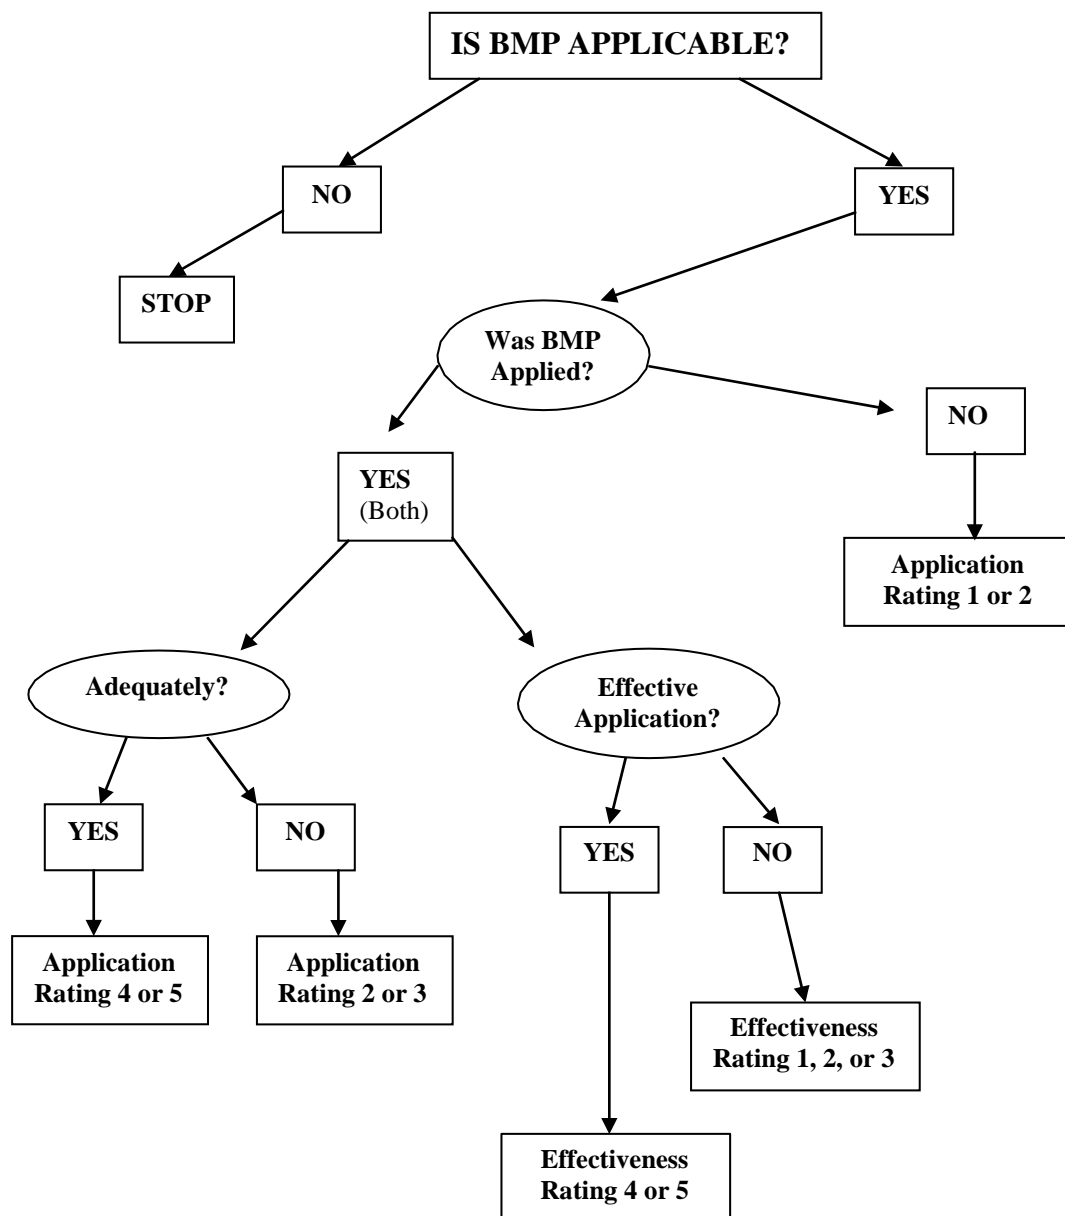 IS BMP APPLICABLE?
NO
YES
STOP
Was BMP
Applied?
NO
YES
(Both)
Application
Rating 1 or 2
Adequately?
Effective
Application?
YES
NO
YES
NO
Application
Rating 4 or 5
Application
Rating 2 or 3
Effectiveness
Rating 1, 2, or 3
Effectiveness
Rating 4 or 5